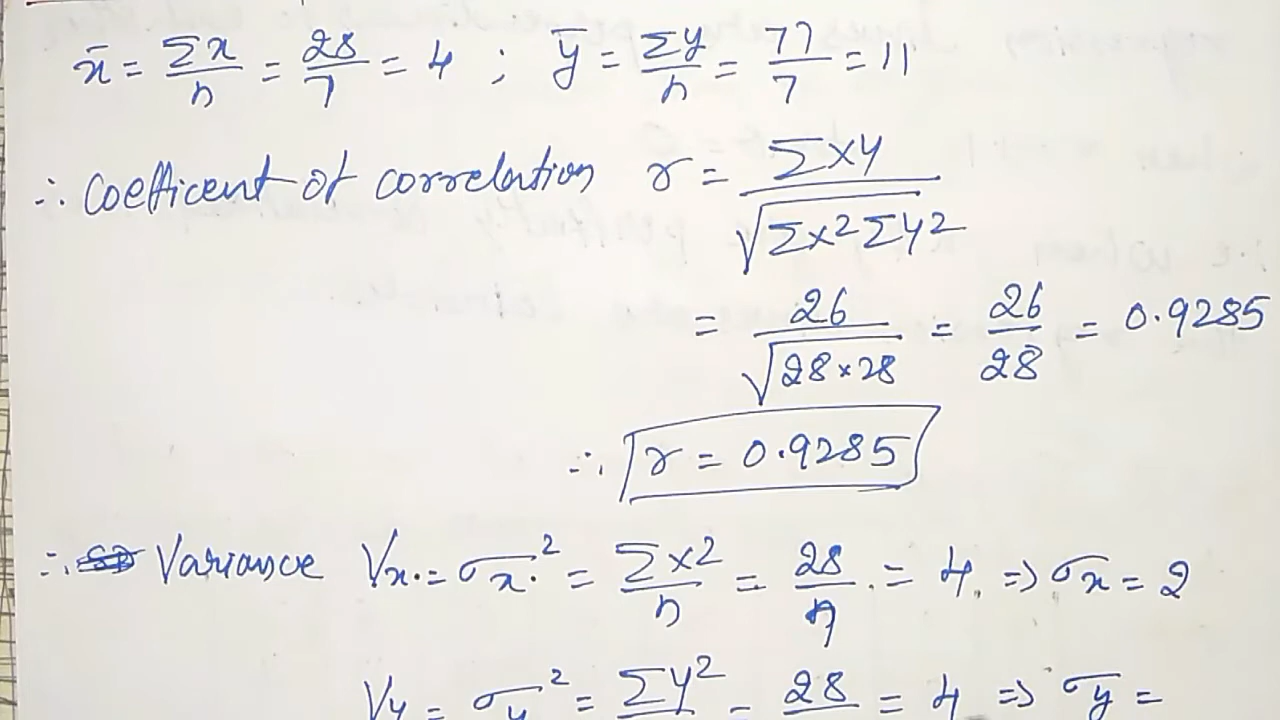 x̄ = Σx/n = 28/7 = 4 ; ȳ = Σy/n = 77/7 = 11
∴ Coefficent of correlation r = ΣXY/√ΣX²ΣY²
= 26/√28×28 = 26/28 = 0.9285
∴ r = 0.9285
∴ Variance Vx = σx² = ΣX²/n = 28/7 = 4 ⇒ σx = 2
Vy = σy² = ΣY² = 28 = 4 ⇒ σy =